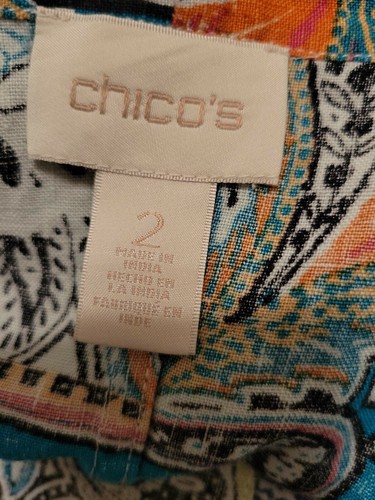 chico's
2
MADE IN
INDIA
HECHO EN
LA INDIA
FABRIQUÉ EN
INDE